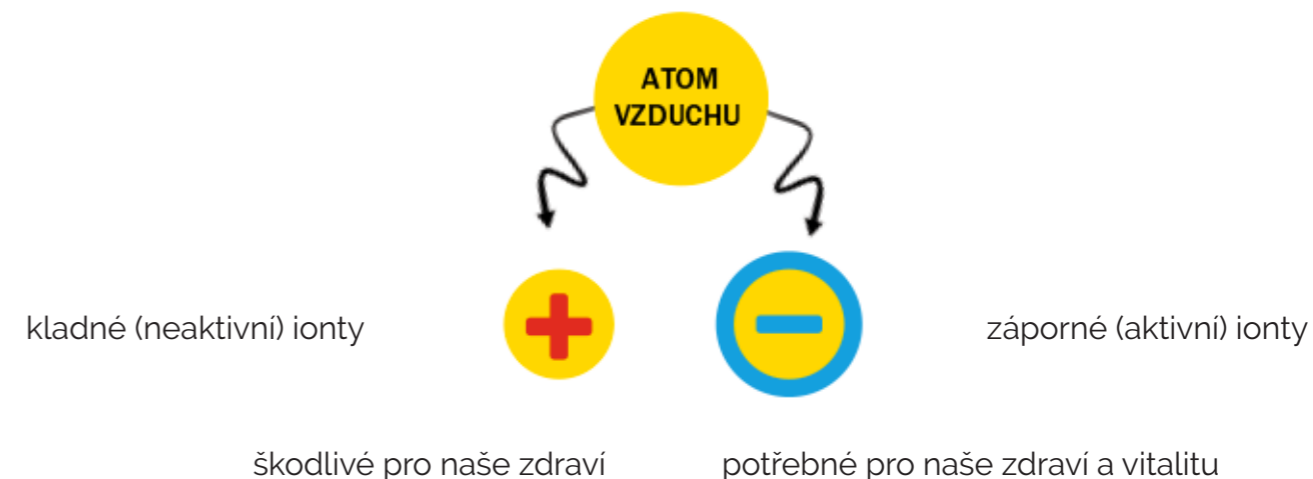 ATOM
VZDUCHU
kladné (neaktivní) ionty
záporné (aktivní) ionty
škodlivé pro naše zdraví
potřebné pro naše zdraví a vitalitu